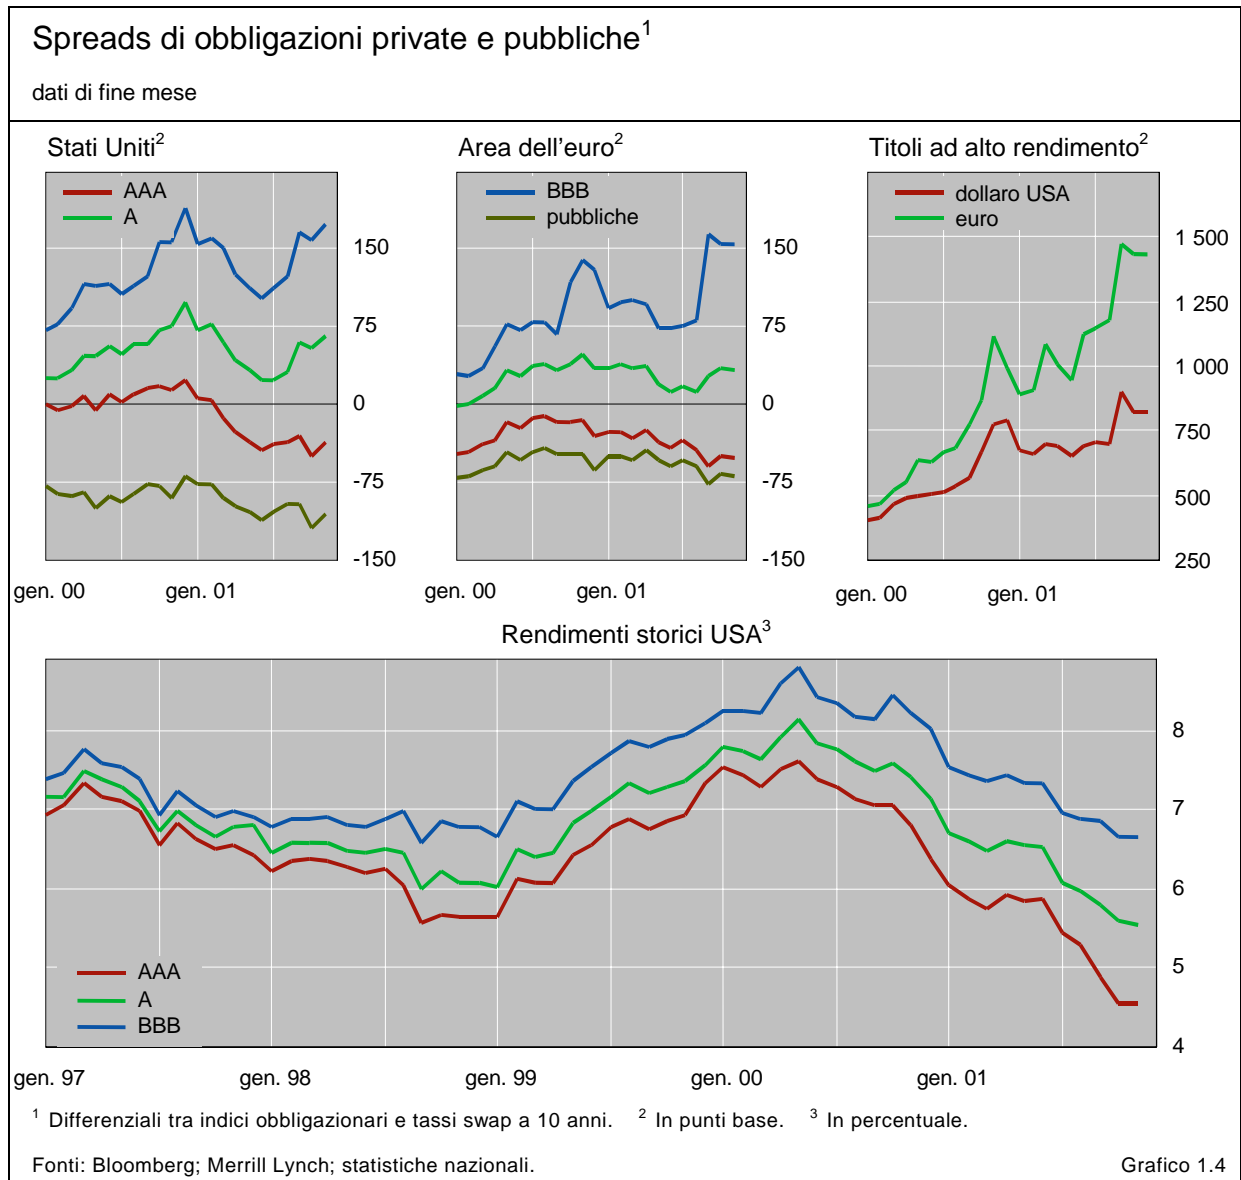 Spreads di obbligazioni private e pubbliche¹
dati di fine mese
Stati Uniti²
AAA
A
150
75
0
-75
-150
gen. 00 gen. 01
Area dell'euro²
BBB
pubbliche
150
75
0
-75
-150
gen. 00 gen. 01
Titoli ad alto rendimento²
dollaro USA
euro
1 500
1 250
1 000
750
500
250
gen. 00 gen. 01
Rendimenti storici USA³
8
7
6
5
4
AAA
A
BBB
gen. 97 gen. 98 gen. 99 gen. 00 gen. 01
¹ Differenziali tra indici obbligazionari e tassi swap a 10 anni. ² In punti base. ³ In percentuale.
Fonti: Bloomberg; Merrill Lynch; statistiche nazionali. Grafico 1.4